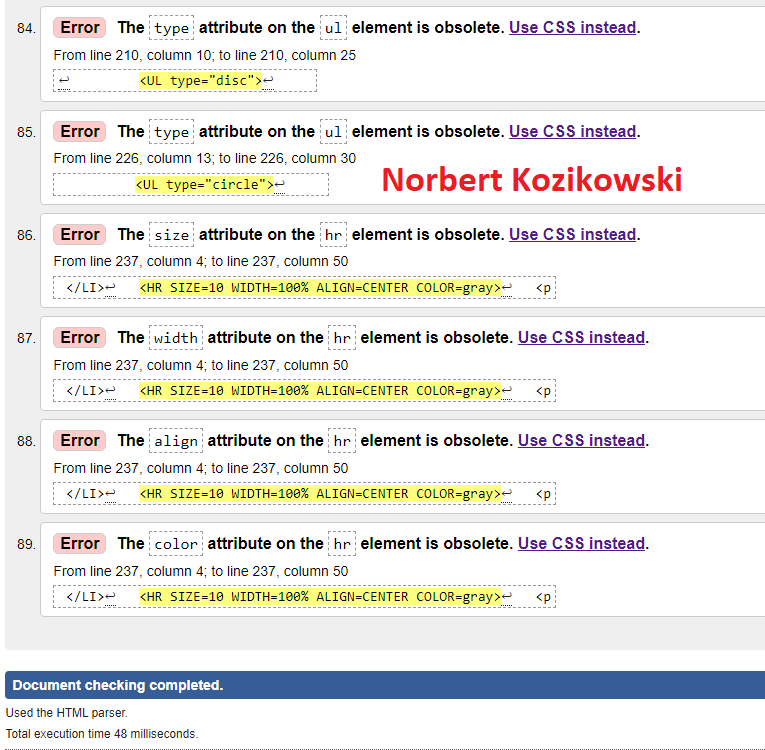 84. Error The type attribute on the ul element is obsolete. Use CSS instead.
From line 210, column 10; to line 210, column 25
↩ <UL type="disc">↩
85. Error The type attribute on the ul element is obsolete. Use CSS instead.
From line 226, column 13; to line 226, column 30
<UL type="circle">↩
Norbert Kozikowski
86. Error The size attribute on the hr element is obsolete. Use CSS instead.
From line 237, column 4; to line 237, column 50
</LI>↩ <HR SIZE=10 WIDTH=100% ALIGN=CENTER COLOR=gray>↩ <p
87. Error The width attribute on the hr element is obsolete. Use CSS instead.
From line 237, column 4; to line 237, column 50
</LI>↩ <HR SIZE=10 WIDTH=100% ALIGN=CENTER COLOR=gray>↩ <p
88. Error The align attribute on the hr element is obsolete. Use CSS instead.
From line 237, column 4; to line 237, column 50
</LI>↩ <HR SIZE=10 WIDTH=100% ALIGN=CENTER COLOR=gray>↩ <p
89. Error The color attribute on the hr element is obsolete. Use CSS instead.
From line 237, column 4; to line 237, column 50
</LI>↩ <HR SIZE=10 WIDTH=100% ALIGN=CENTER COLOR=gray>↩ <p
Document checking completed.
Used the HTML parser.
Total execution time 48 milliseconds.